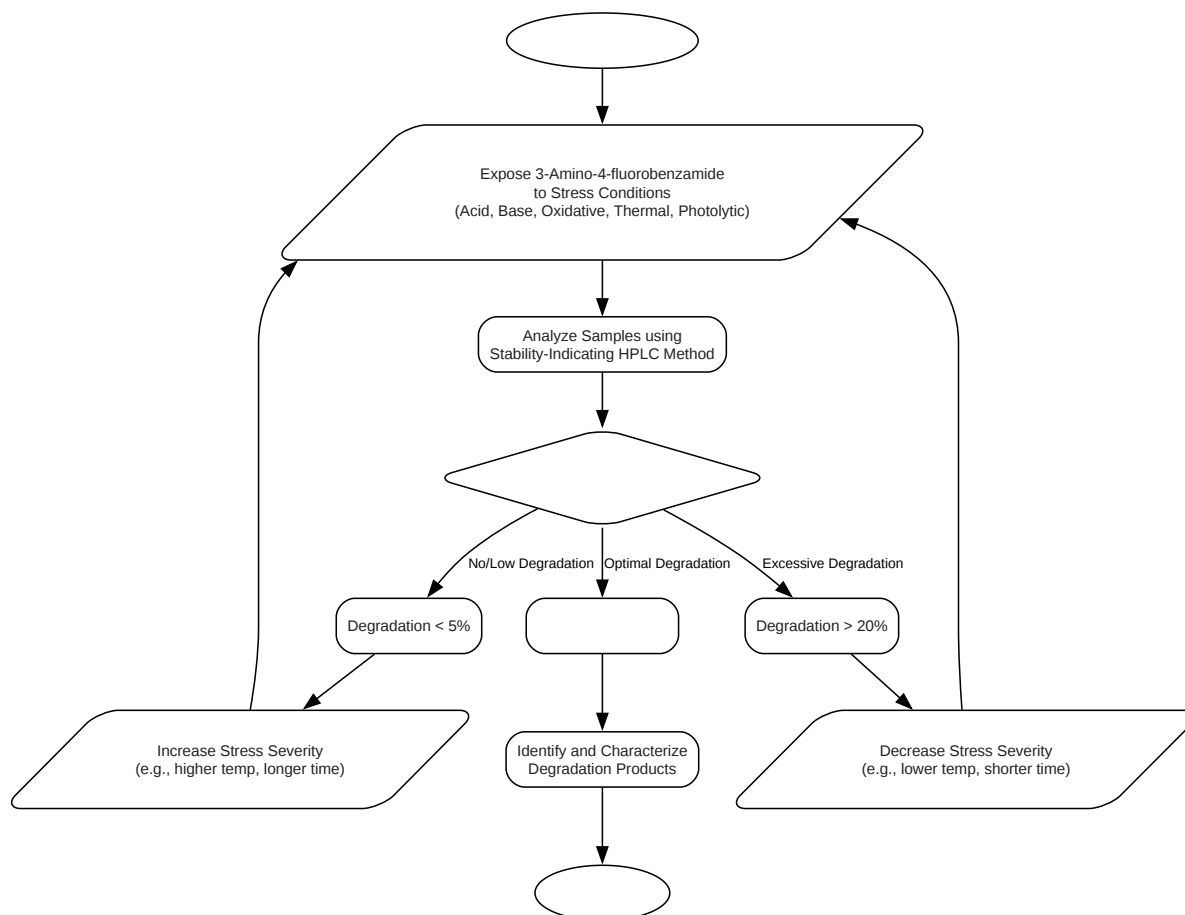 Expose 3-Amino-4-fluorobenzamide
to Stress Conditions
(Acid, Base, Oxidative, Thermal, Photolytic)
Analyze Samples using
Stability-Indicating HPLC Method
No/Low Degradation
Optimal Degradation
Excessive Degradation
Degradation < 5%
Degradation > 20%
Increase Stress Severity
(e.g., higher temp, longer time)
Identify and Characterize
Degradation Products
Decrease Stress Severity
(e.g., lower temp, shorter time)